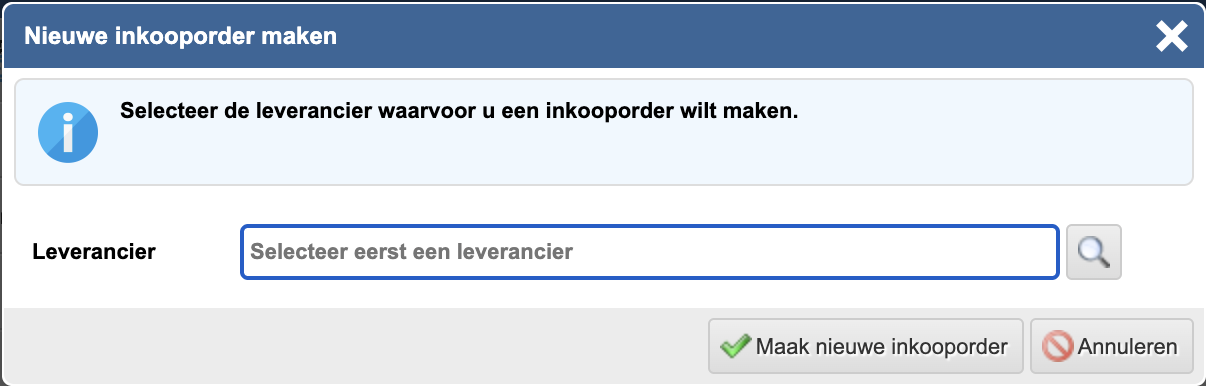 Nieuwe inkooporder maken
Selecteer de leverancier waarvoor u een inkooporder wilt maken.
Leverancier
Selecteer eerst een leverancier
Maak nieuwe inkooporder
Annuleren